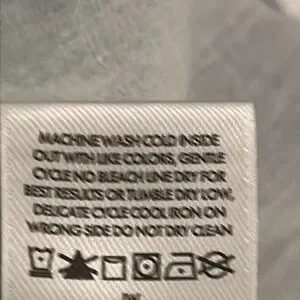 MACHINE WASH COLD INSIDE
OUT WITH LIKE COLORS, GENTLE
CYCLE NO BLEACH LINE DRY FOR
BEST RESULTS OR TUMBLE DRY LOW,
DELICATE CYCLE COOL IRON ON
WRONG SIDE DO NOT DRY CLEAN